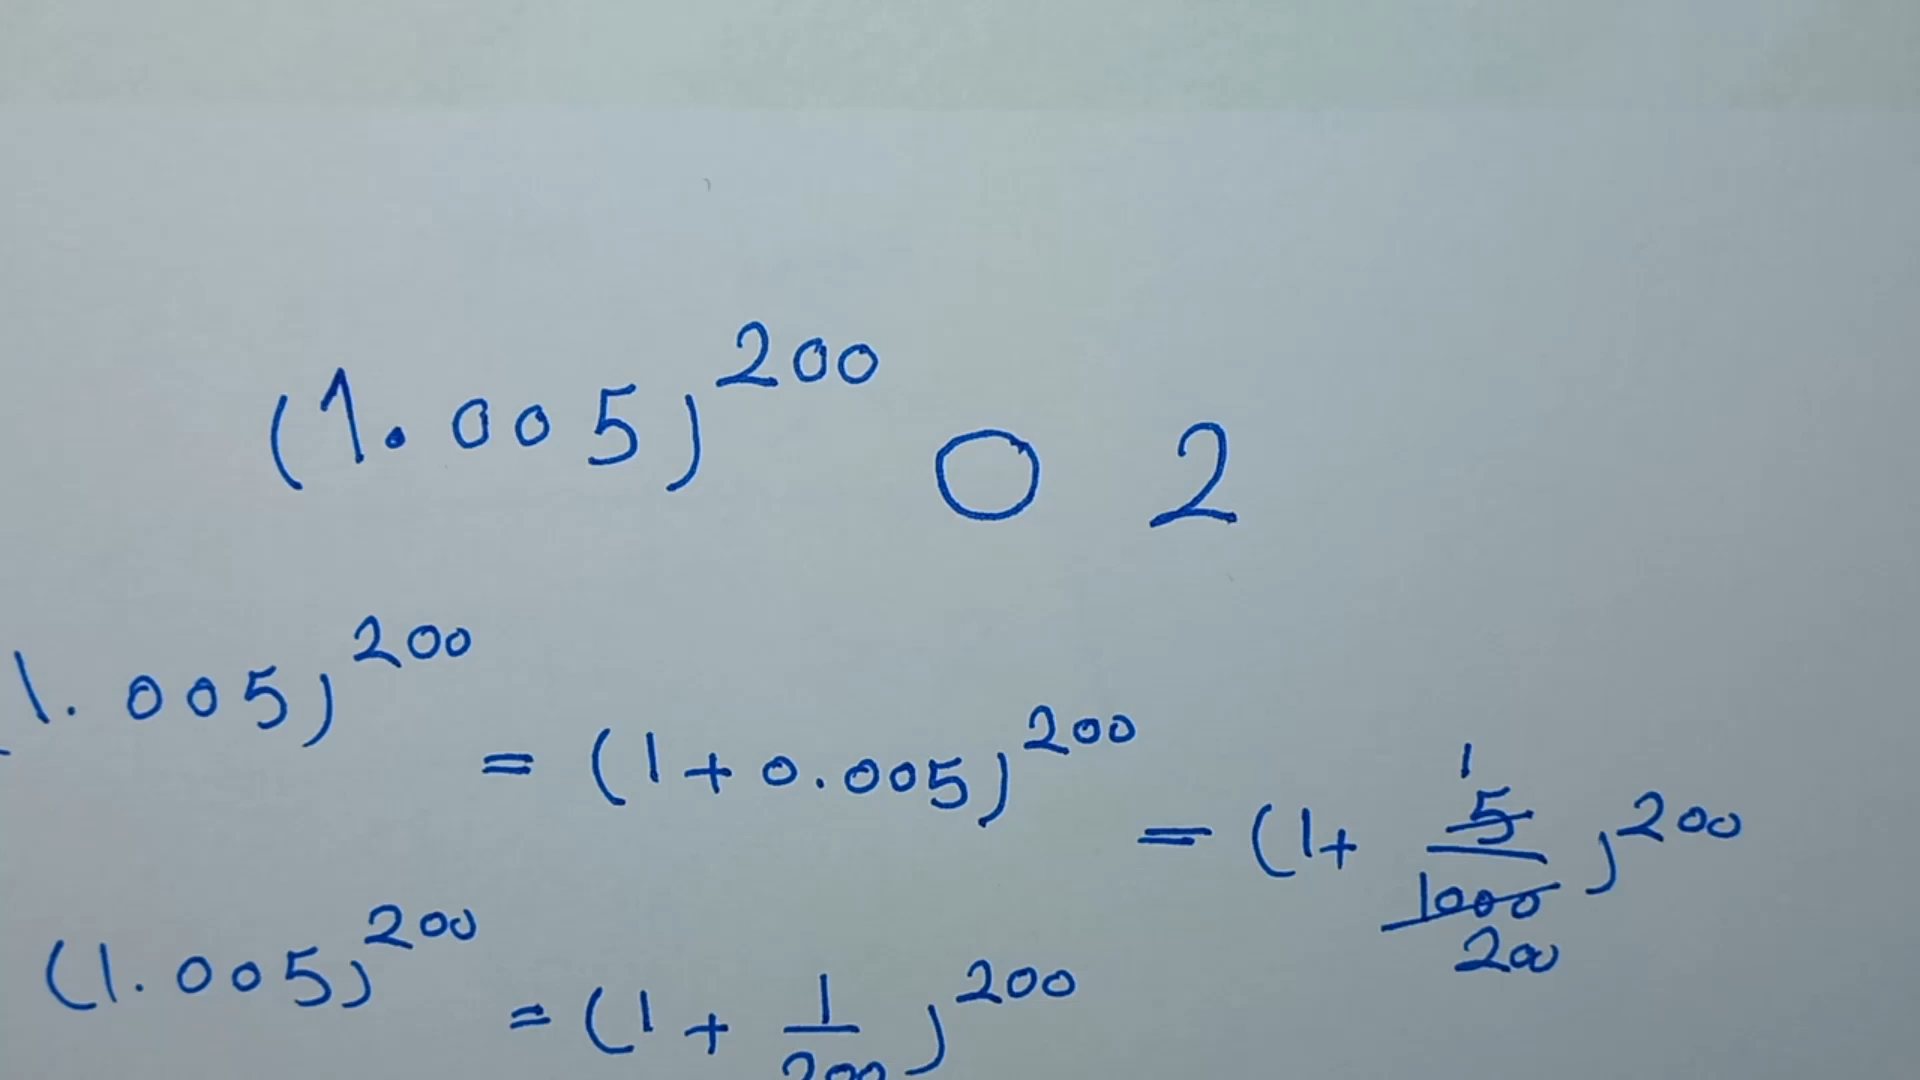 (1.005)^200 ○ 2
1.005)^200 = (1+0.005)^200 = (1+ 5/1000)^200
1
200
(1.005)^200 = (1 + 1/200)^200